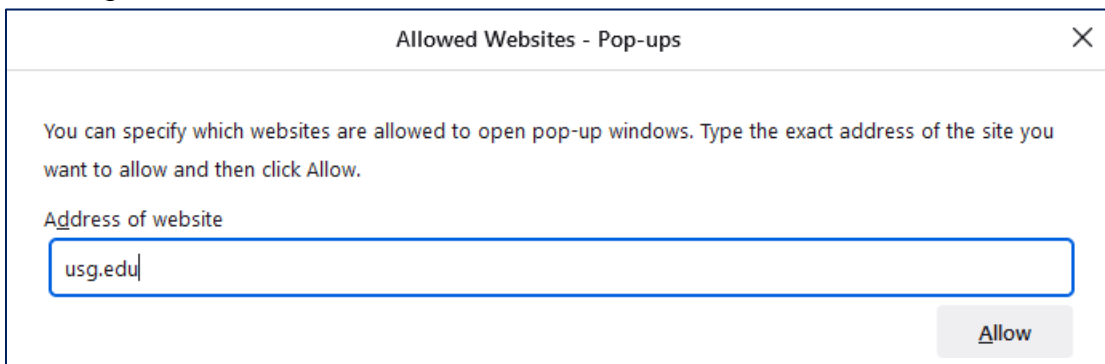 Allowed Websites - Pop-ups
You can specify which websites are allowed to open pop-up windows. Type the exact address of the site you
want to allow and then click Allow.
Address of website
usg.edu
Allow